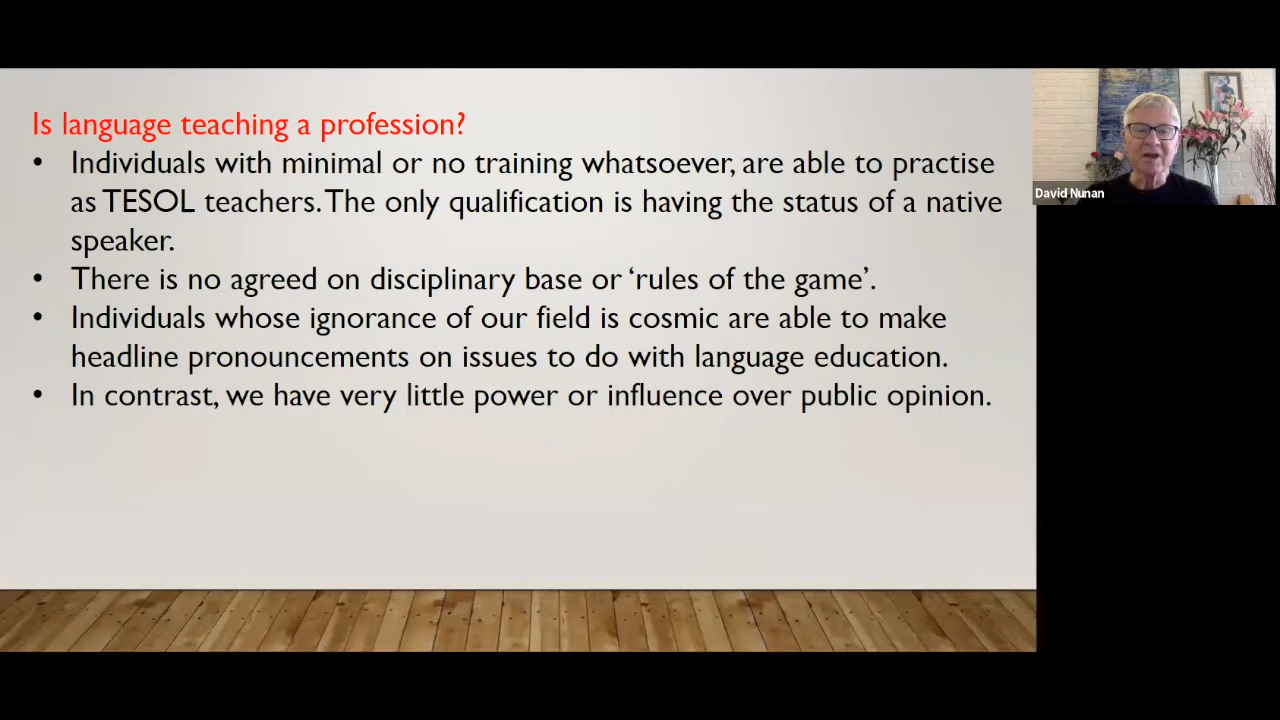 Is language teaching a profession?
• Individuals with minimal or no training whatsoever, are able to practise
as TESOL teachers. The only qualification is having the status of a native
speaker.
• There is no agreed on disciplinary base or ‘rules of the game’.
• Individuals whose ignorance of our field is cosmic are able to make
headline pronouncements on issues to do with language education.
• In contrast, we have very little power or influence over public opinion.
David Nunan